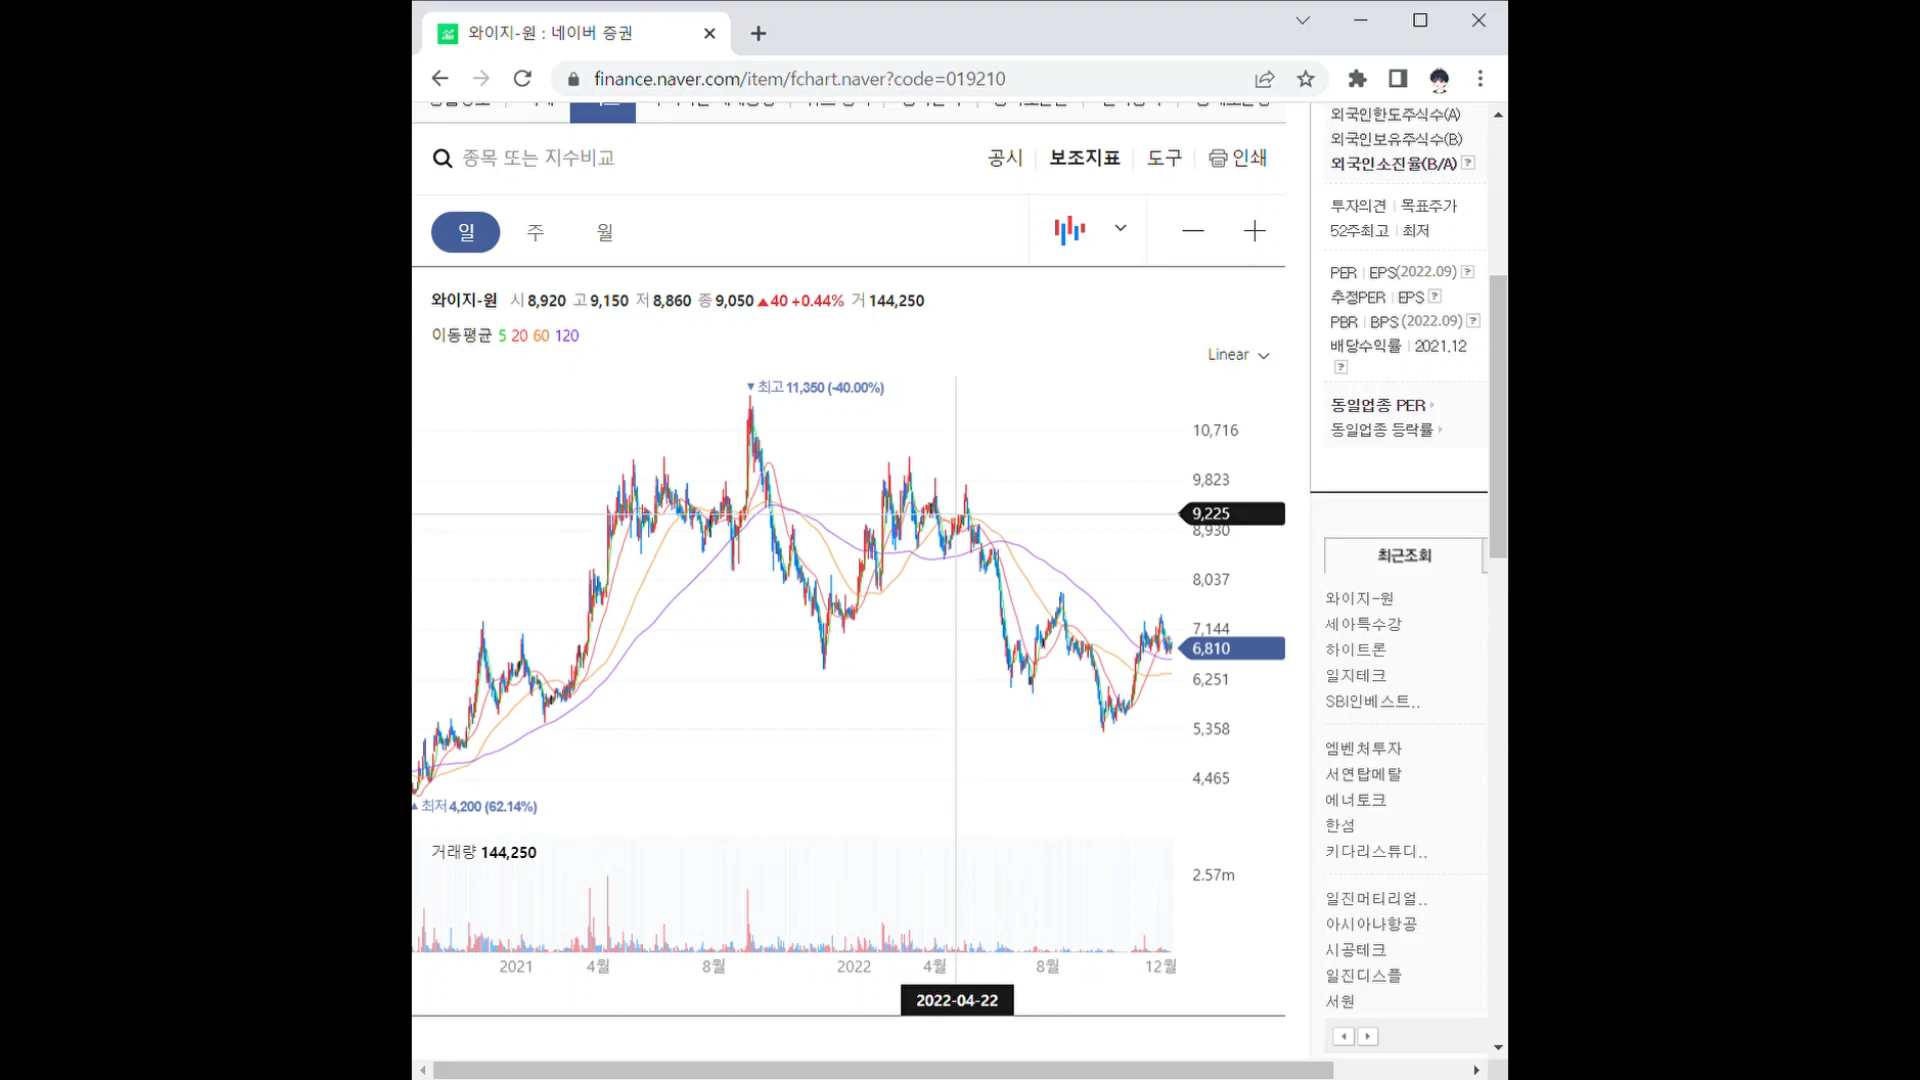 와이지-원 : 네이버 증권
finance.naver.com/item/fchart.naver?code=019210
종목 또는 지수비교
공시
보조지표
도구
인쇄
일
주
월
와이지-원 시 8,920 고 9,150 저 8,860 종 9,050 ▲40 +0.44% 거 144,250
이동평균 5 20 60 120
Linear
▼최고 11,350 (-40.00%)
10,716
9,823
9,225
8,930
8,037
7,144
6,810
6,251
5,358
4,465
▲최저 4,200 (62.14%)
거래량 144,250
2.57m
2021
4월
8월
2022
4월
8월
12월
2022-04-22
외국인한도주식수(A)
외국인보유주식수(B)
외국인소진율(B/A) ?
투자의견 | 목표주가
52주최고 | 최저
PER | EPS(2022.09) ?
추정PER | EPS ?
PBR | BPS (2022.09) ?
배당수익률 | 2021.12
?
동일업종 PER
동일업종 등락률
최근조회
와이지-원
세아특수강
하이트론
일지테크
SBI인베스트..
엠벤처투자
서연탑메탈
에너토크
한섬
키다리스튜디..
일진머티리얼..
아시아나항공
시공테크
일진디스플
서원